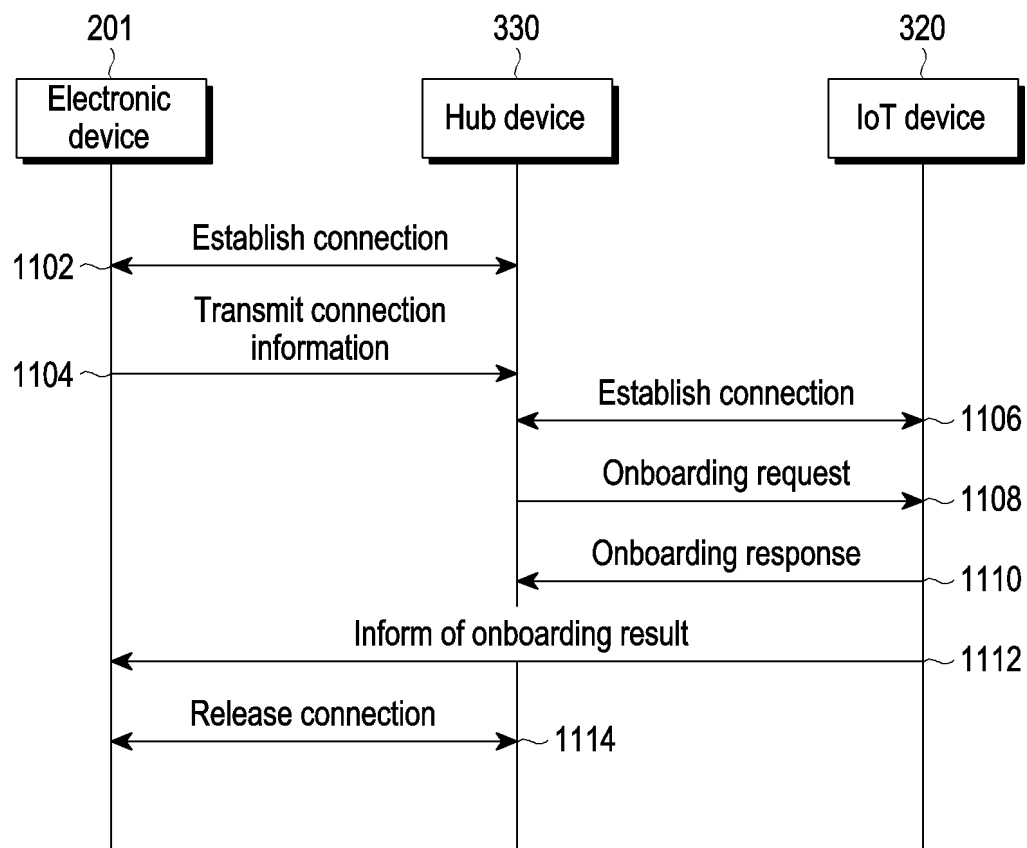 201
330
320
Electronic
device
Hub device
IoT device
Establish connection
1102
Transmit connection
information
1104
Establish connection
1106
Onboarding request
1108
Onboarding response
1110
Inform of onboarding result
1112
Release connection
1114